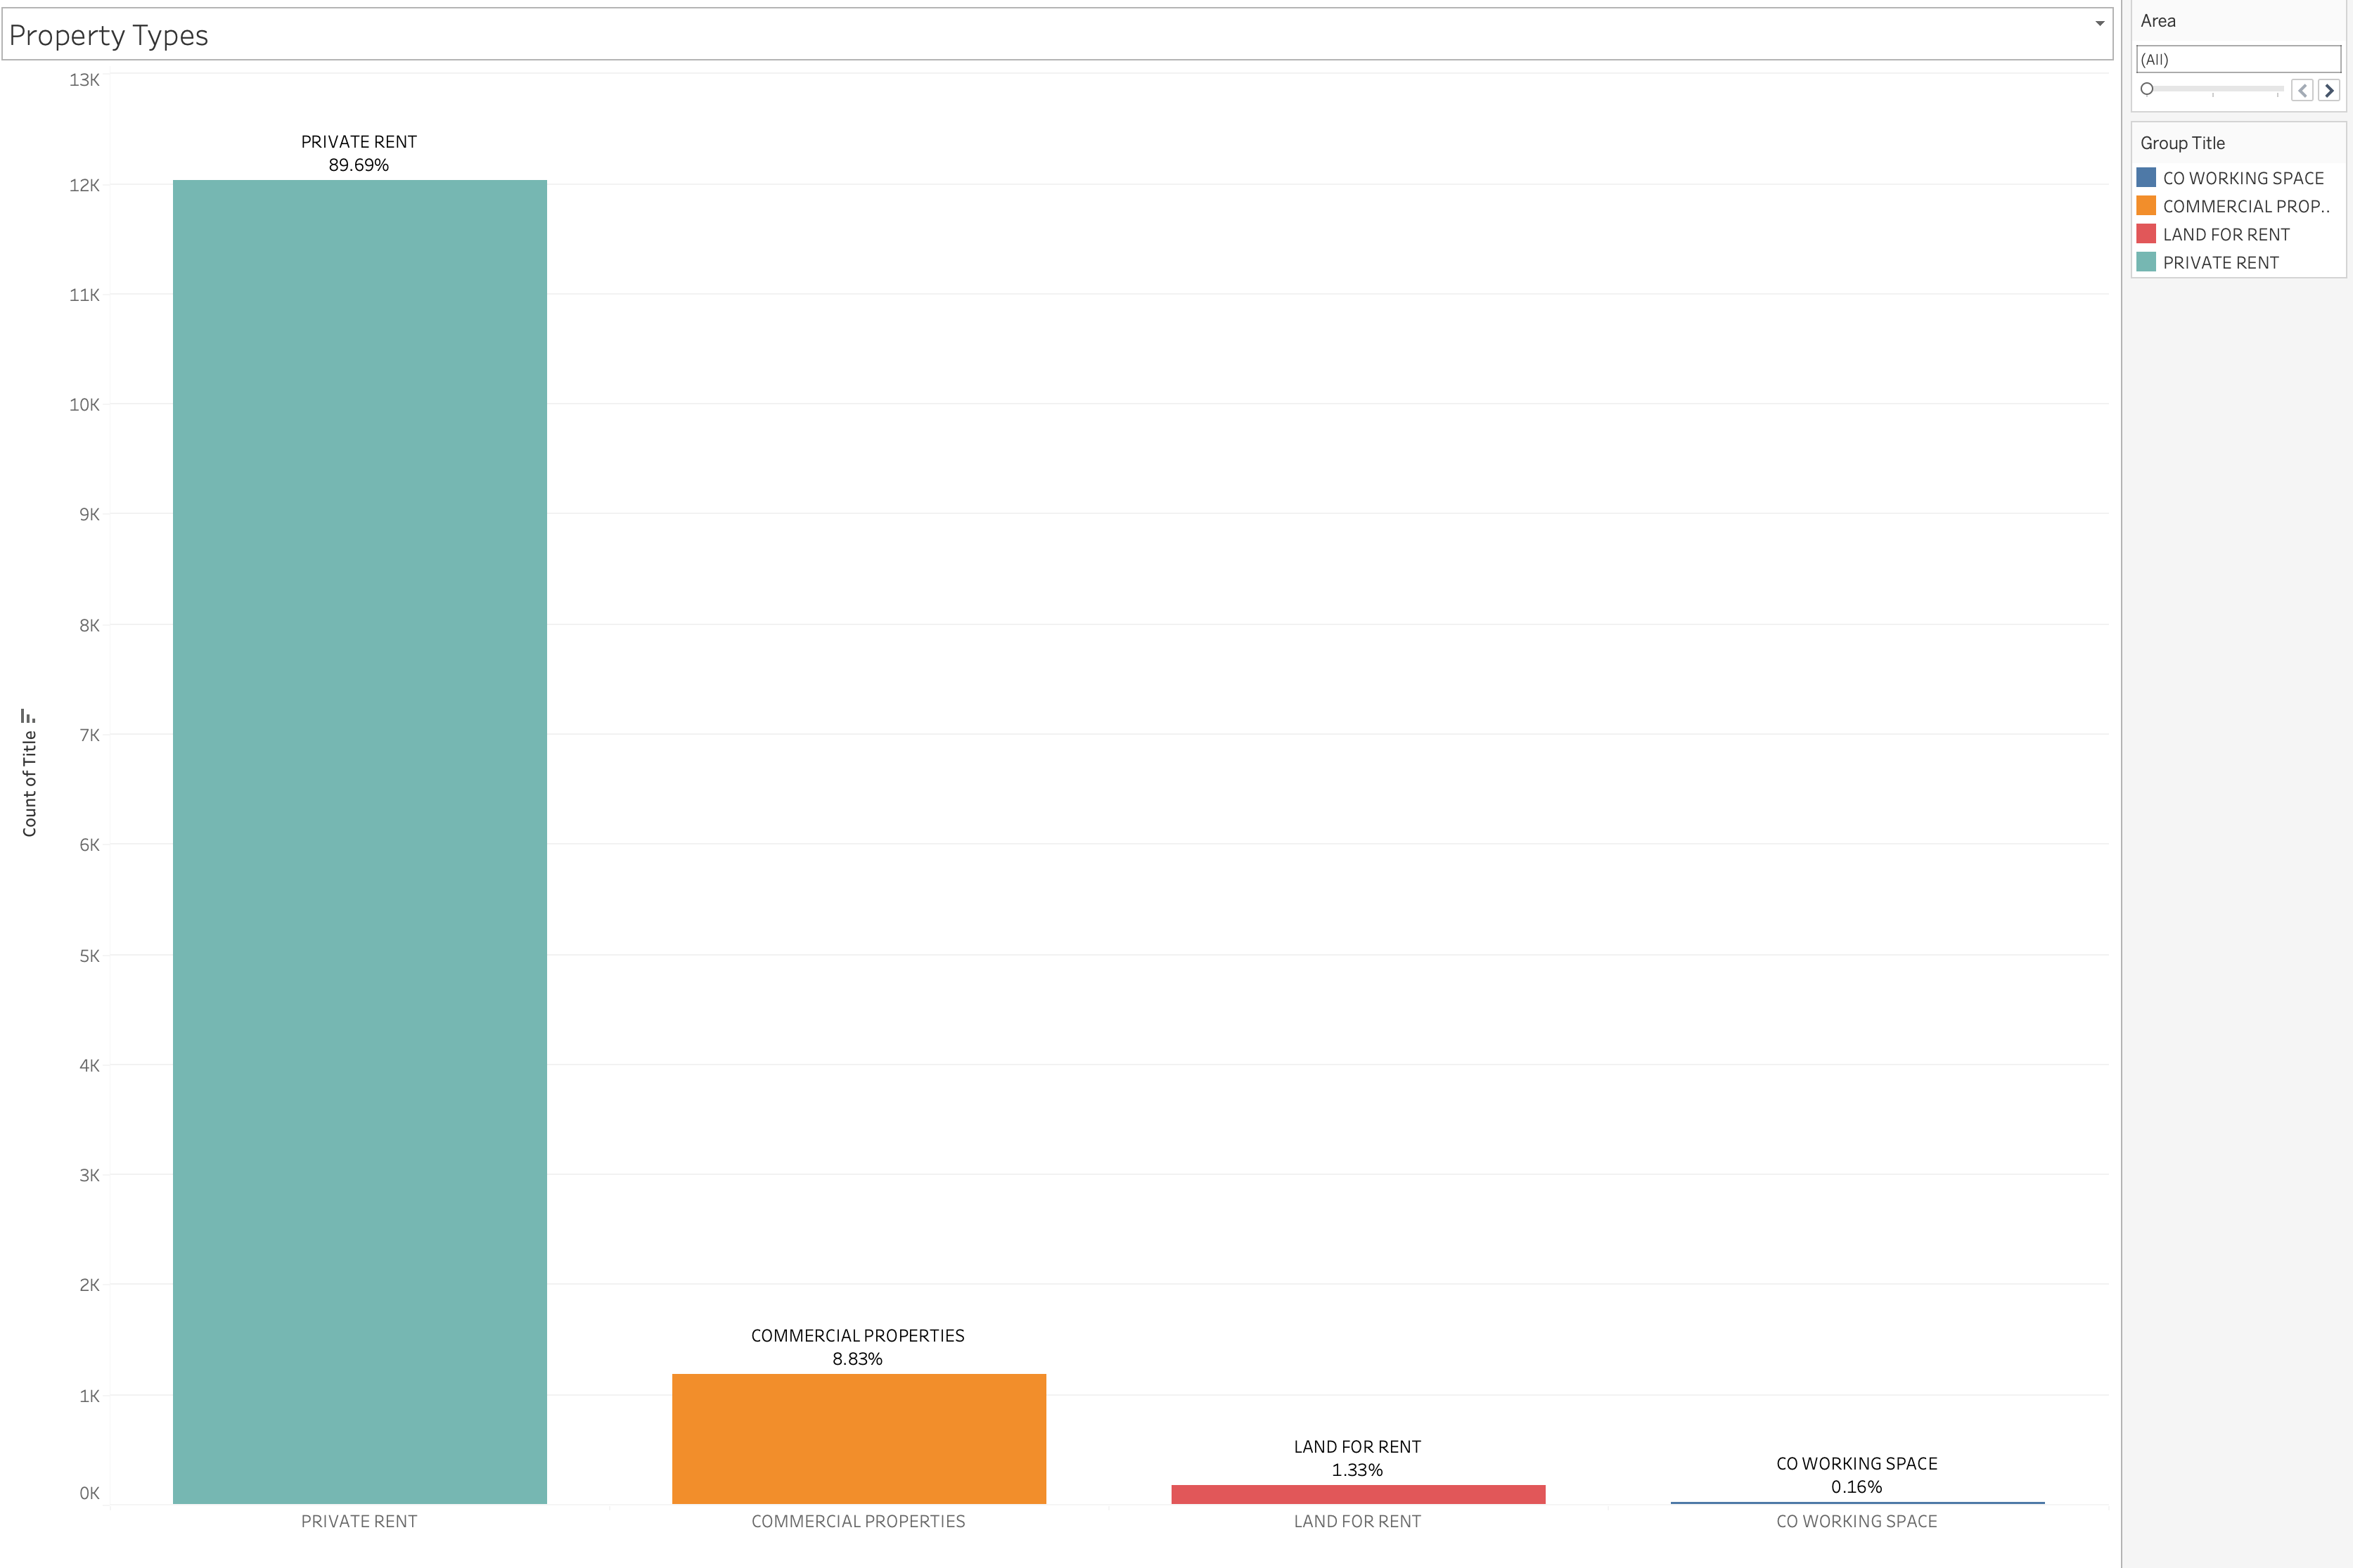 Property Types
13K
12K
11K
10K
9K
8K
7K
6K
5K
4K
3K
2K
1K
0K
Count of Title
PRIVATE RENT
89.69%
COMMERCIAL PROPERTIES
8.83%
LAND FOR RENT
1.33%
CO WORKING SPACE
0.16%
PRIVATE RENT
COMMERCIAL PROPERTIES
LAND FOR RENT
CO WORKING SPACE
Area
(All)
Group Title
CO WORKING SPACE
COMMERCIAL PROP..
LAND FOR RENT
PRIVATE RENT